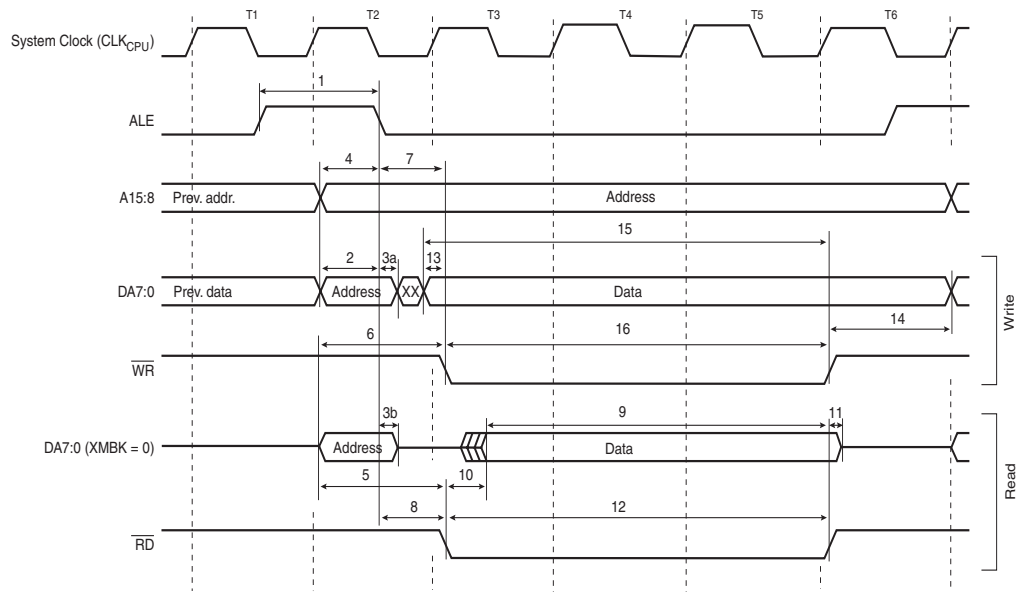 T1 T2 T3 T4 T5 T6
System Clock (CLKCPU)
1
ALE
4 7
A15:8 Prev. addr. Address
15
2 3a 13
DA7:0 Prev. data Address XX Data
14
6 16
WR
Write
3b 9 11
DA7:0 (XMBK = 0) Address Data
5 10
8 12
RD
Read